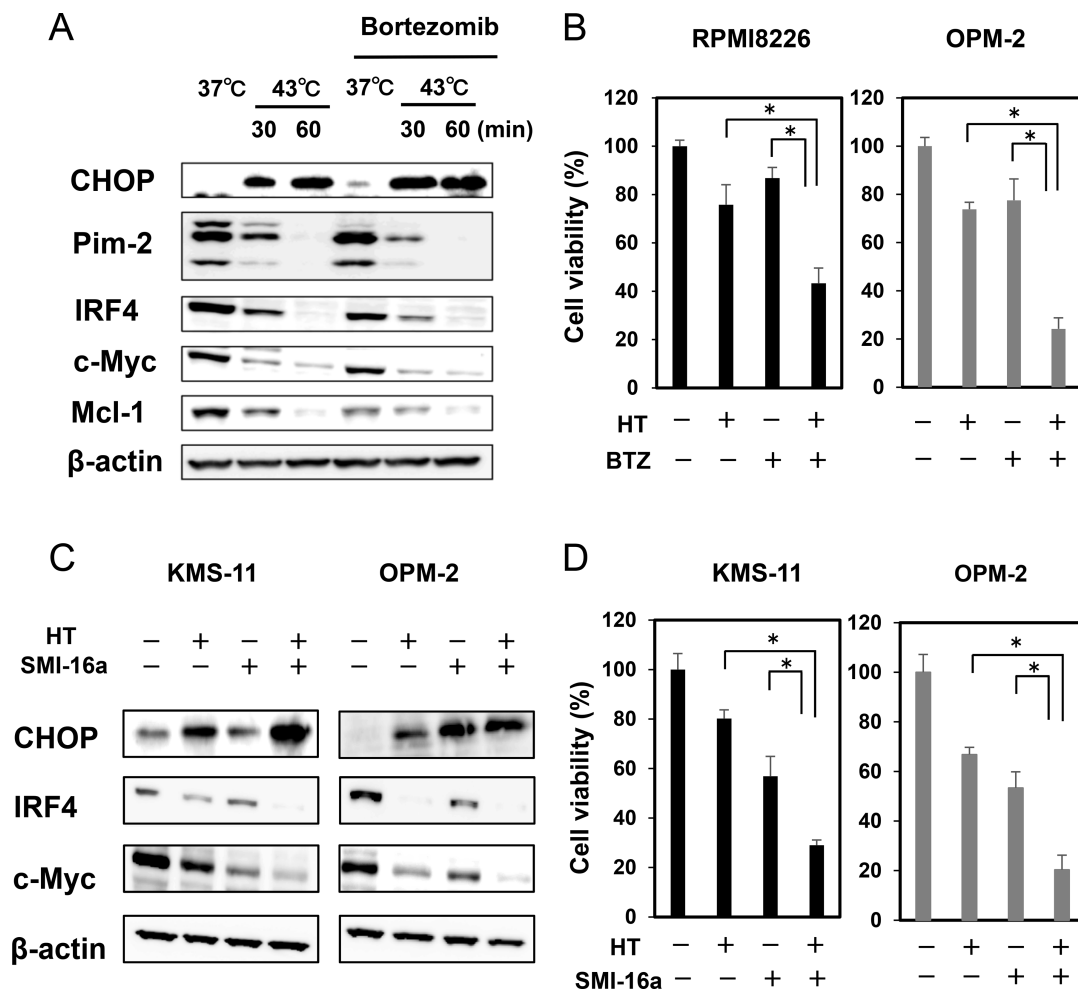 A
Bortezomib
37℃ 43℃ 37℃ 43℃
30 60 30 60 (min)
CHOP
Pim-2
IRF4
c-Myc
Mcl-1
β-actin
B
RPMI8226 OPM-2
Cell viability (%)
120 120
100 100
80 80
60 60
40 40
20 20
0 0
* *
* *
HT − + − + − + − +
BTZ − − + + − − + +
C
KMS-11 OPM-2
HT − + − + − + − +
SMI-16a − − + + − − + +
CHOP
IRF4
c-Myc
β-actin
D
KMS-11 OPM-2
Cell viability (%)
120 120
100 100
80 80
60 60
40 40
20 20
0 0
* *
* *
HT − + − + − + − +
SMI-16a − − + + − − + +